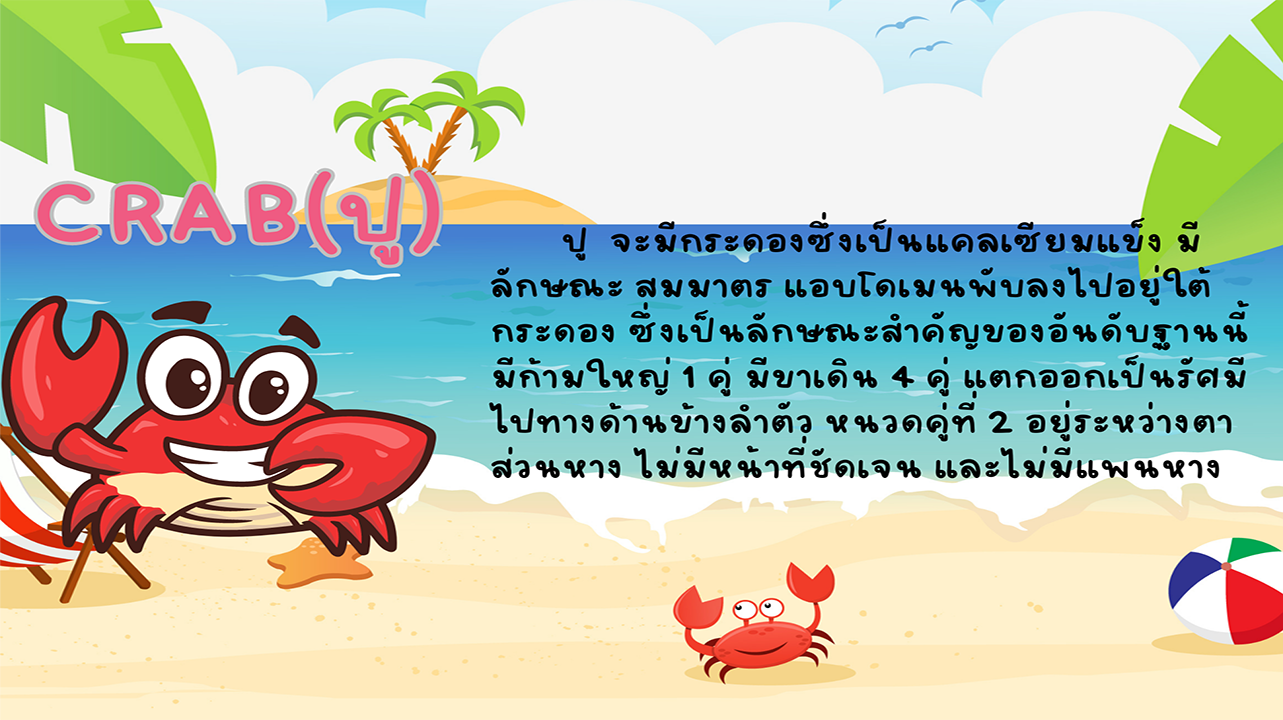 CRAB(ปู)
ปู จะมีกระดองซึ่งเป็นแคลเซียมแข็ง มี
ลักษณะ สมมาตร แอบโดเมนพับลงไปอยู่ใต้
กระดอง ซึ่งเป็นลักษณะสำคัญของอันดับฐานนี้
มีก้ามใหญ่ 1 คู่ มีขาเดิน 4 คู่ แตกออกเป็นรัศมี
ไปทางด้านข้างลำตัว หนวดคู่ที่ 2 อยู่ระหว่างตา
ส่วนหาง ไม่มีหน้าที่ชัดเจน และไม่มีแพนหาง